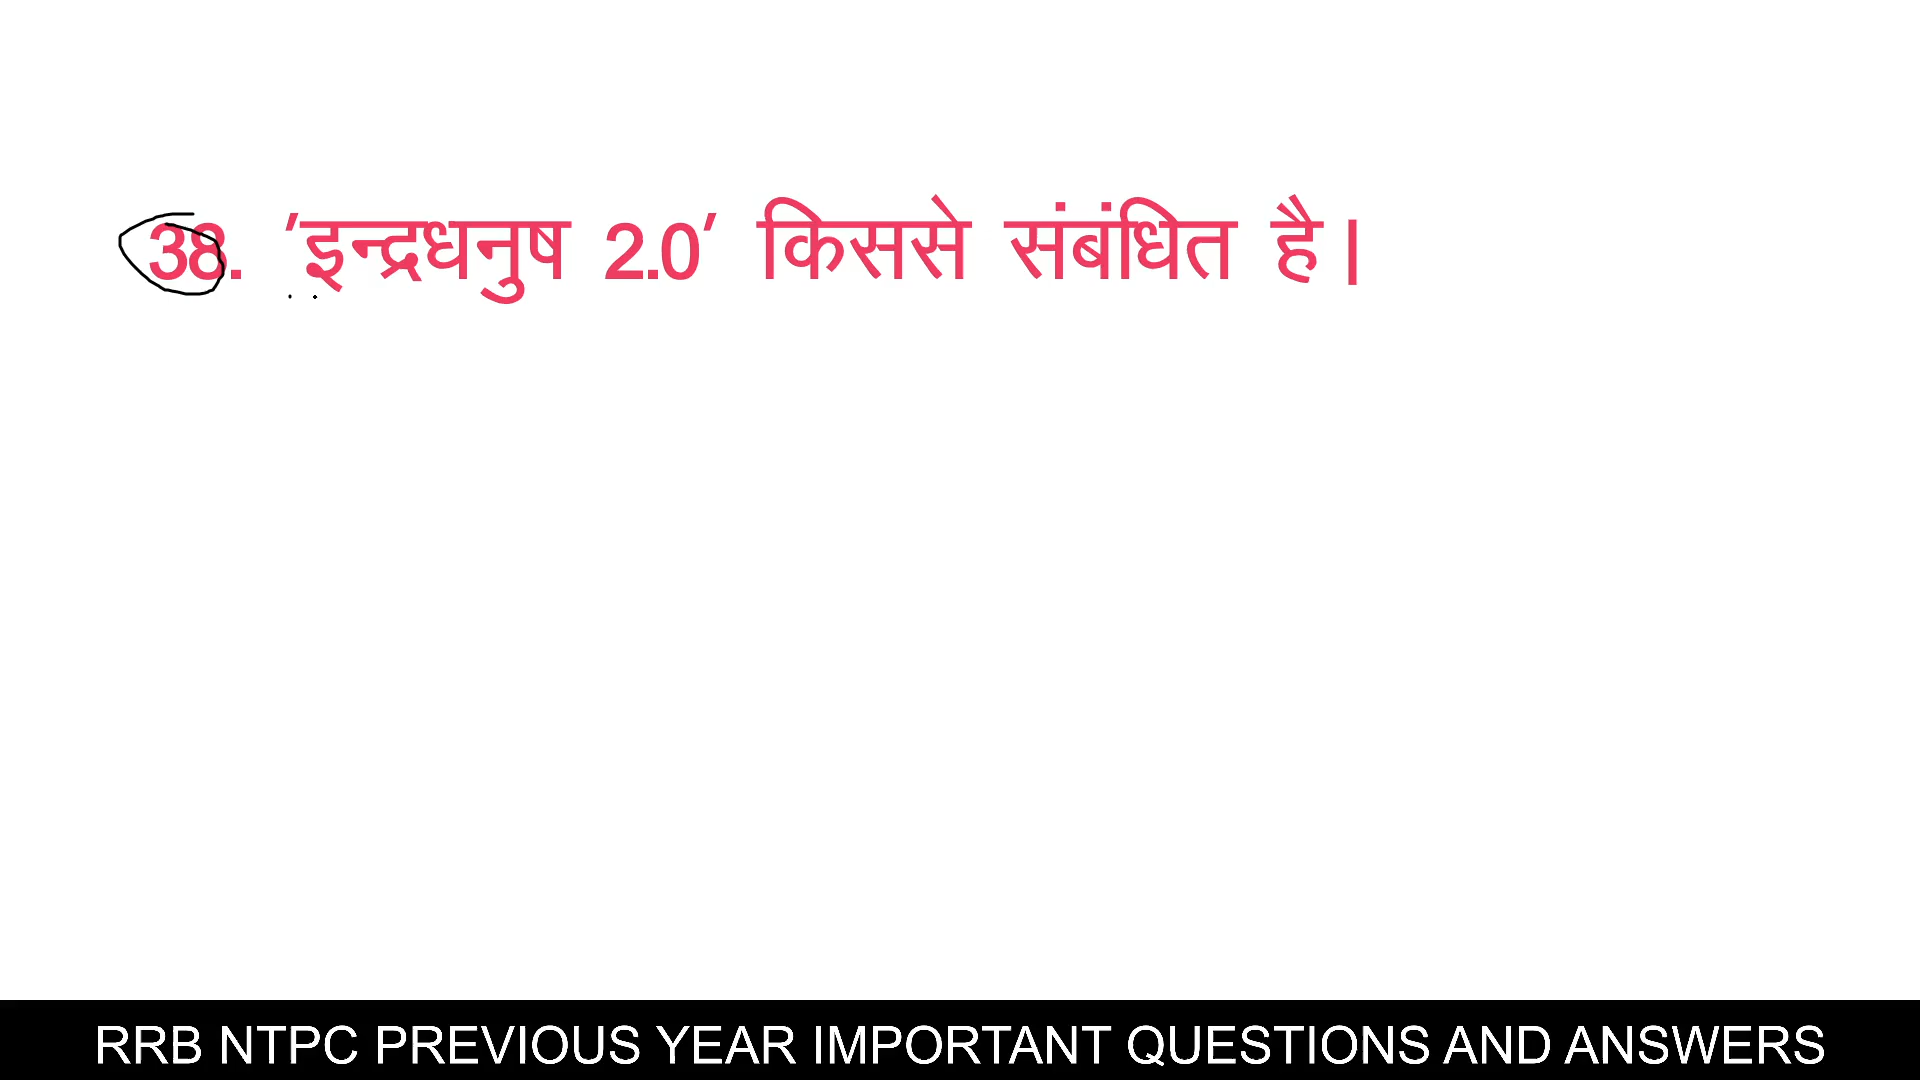 38. 'इन्द्रधनुष 2.0' किससे संबंधित है।
RRB NTPC PREVIOUS YEAR IMPORTANT QUESTIONS AND ANSWERS